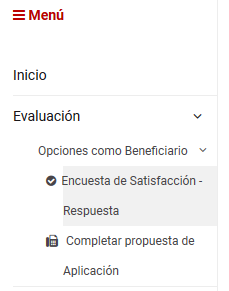 Menú
Inicio
Evaluación
Opciones como Beneficiario
Encuesta de Satisfacción -
Respuesta
Completar propuesta de
Aplicación